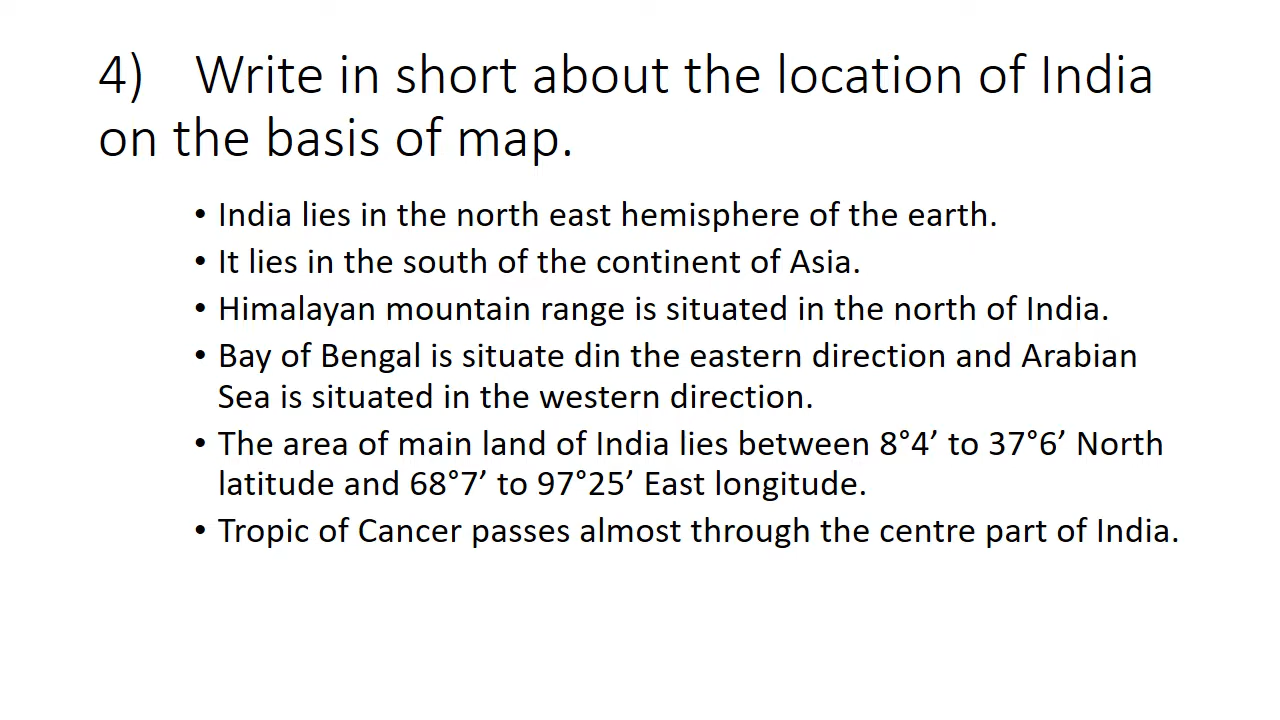 4) Write in short about the location of India
on the basis of map.
• India lies in the north east hemisphere of the earth.
• It lies in the south of the continent of Asia.
• Himalayan mountain range is situated in the north of India.
• Bay of Bengal is situate din the eastern direction and Arabian
Sea is situated in the western direction.
• The area of main land of India lies between 8°4’ to 37°6’ North
latitude and 68°7’ to 97°25’ East longitude.
• Tropic of Cancer passes almost through the centre part of India.